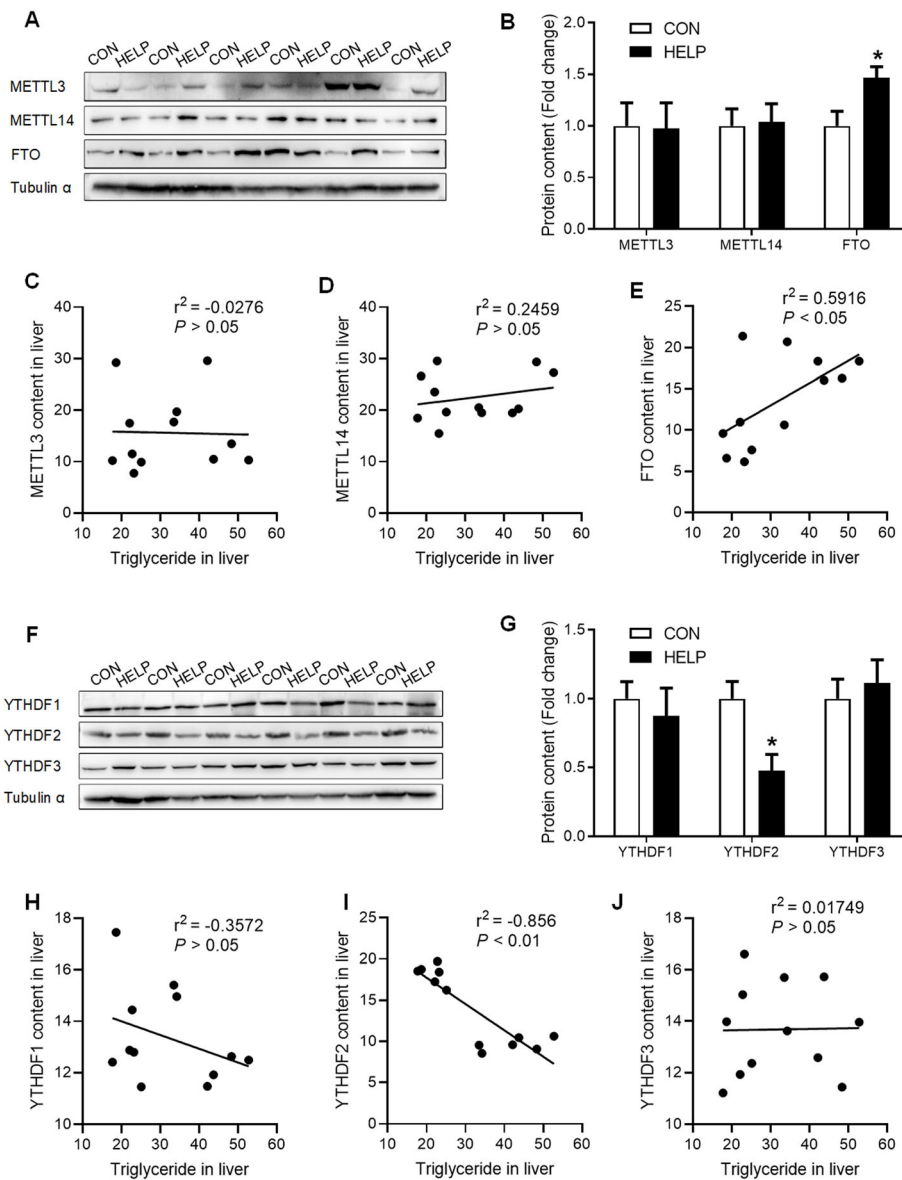 A
CON HELP CON HELP CON HELP CON HELP CON HELP CON HELP
METTL3
METTL14
FTO
Tubulin α
B
CON
HELP
Protein content (Fold change)
2.0
1.5
1.0
0.5
0.0
*
METTL3 METTL14 FTO
C
r² = -0.0276
P > 0.05
METTL3 content in liver
40
30
20
10
0
10 20 30 40 50 60
Triglyceride in liver
D
r² = 0.2459
P > 0.05
METTL14 content in liver
40
30
20
10
0
10 20 30 40 50 60
Triglyceride in liver
E
r² = 0.5916
P < 0.05
FTO content in liver
25
20
15
10
5
0
10 20 30 40 50 60
Triglyceride in liver
F
CON HELP CON HELP CON HELP CON HELP CON HELP CON HELP
YTHDF1
YTHDF2
YTHDF3
Tubulin α
G
CON
HELP
Protein content (Fold change)
1.5
1.0
0.5
0.0
*
YTHDF1 YTHDF2 YTHDF3
H
r² = -0.3572
P > 0.05
YTHDF1 content in liver
18
16
14
12
10
10 20 30 40 50 60
Triglyceride in liver
I
r² = -0.856
P < 0.01
YTHDF2 content in liver
25
20
15
10
5
0
10 20 30 40 50 60
Triglyceride in liver
J
r² = 0.01749
P > 0.05
YTHDF3 content in liver
18
16
14
12
10
10 20 30 40 50 60
Triglyceride in liver